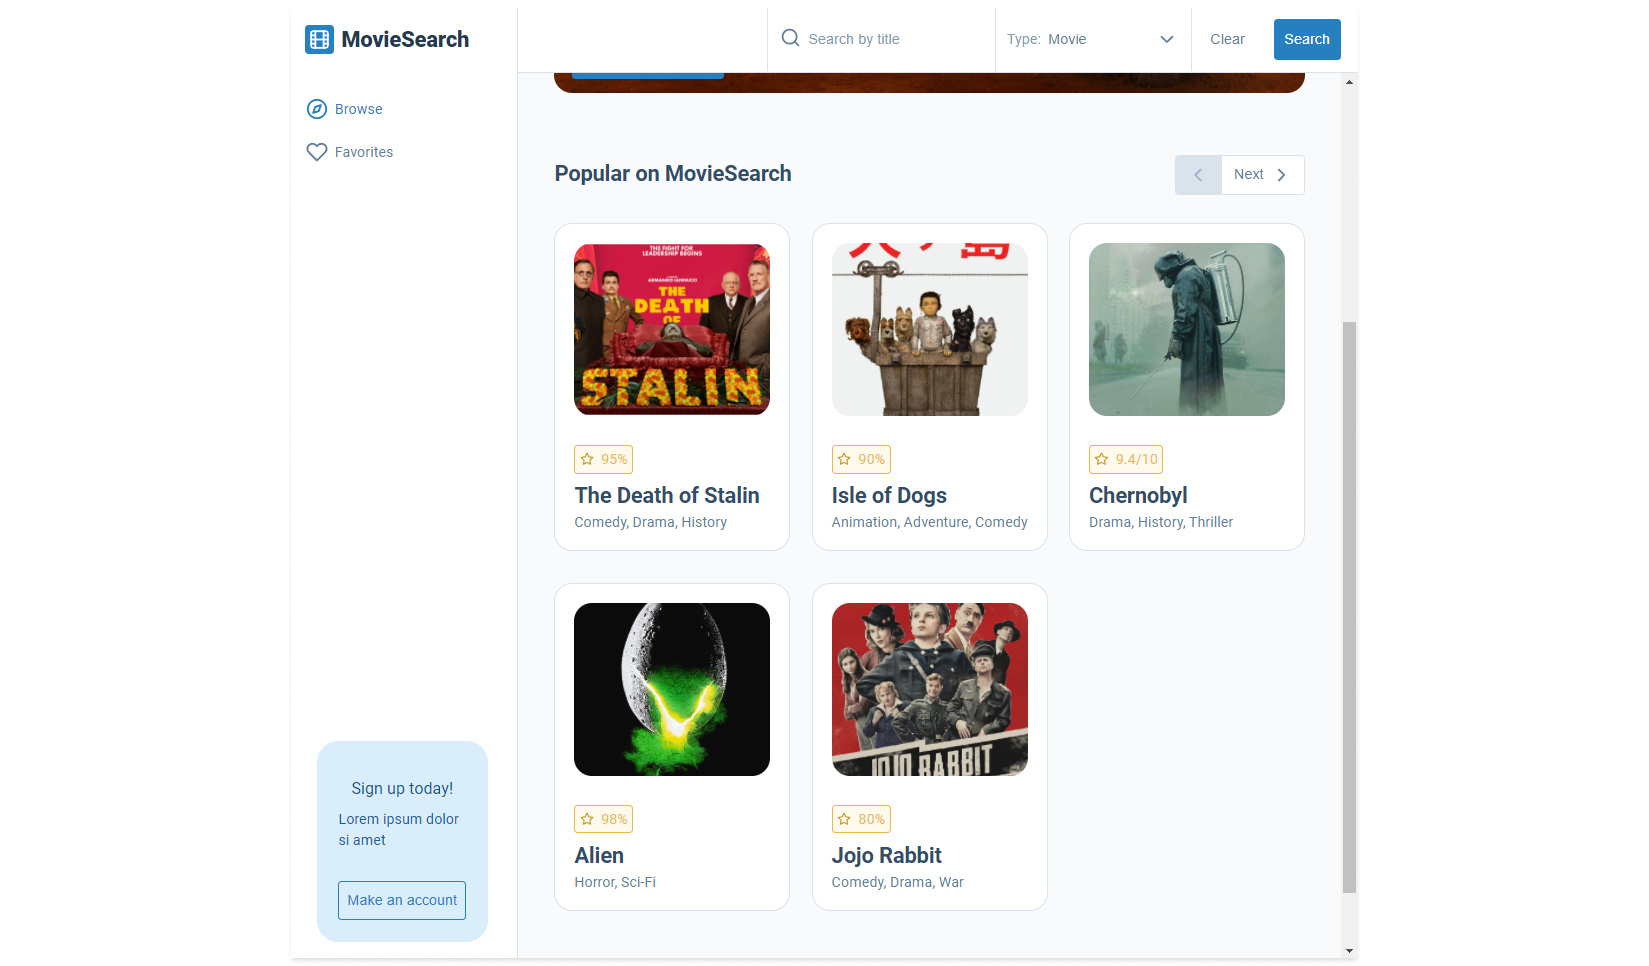 MovieSearch
Search by title
Type: Movie
Clear
Search
Browse
Favorites
Popular on MovieSearch
Next
THE FIGHT FOR
LEADERSHIP BEGINS
ARMANDO IANNUCCI
THE
DEATH
OF
STALIN
95%
The Death of Stalin
Comedy, Drama, History
90%
Isle of Dogs
Animation, Adventure, Comedy
9.4/10
Chernobyl
Drama, History, Thriller
98%
Alien
Horror, Sci-Fi
JOJO RABBIT
80%
Jojo Rabbit
Comedy, Drama, War
Sign up today!
Lorem ipsum dolor
si amet
Make an account